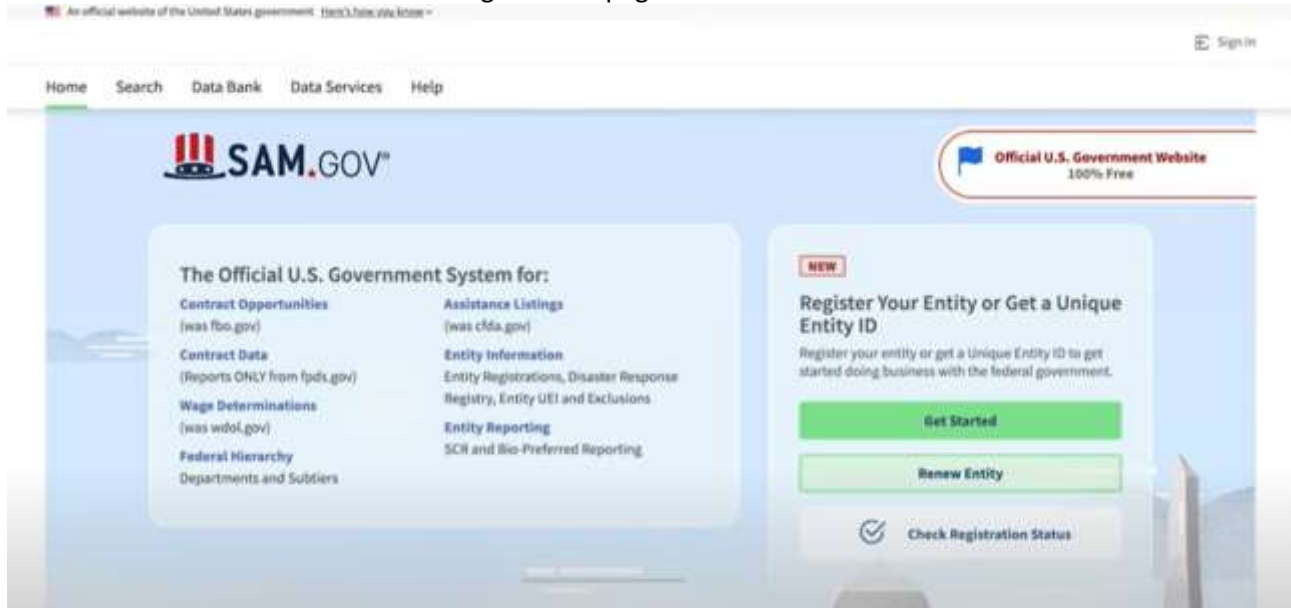 An official website of the United States government Here's how you know
Sign In
Home Search Data Bank Data Services Help
SAM.GOV®
Official U.S. Government Website
100% Free
The Official U.S. Government System for:
Contract Opportunities
(was fbo.gov)
Contract Data
(Reports ONLY from fpds.gov)
Wage Determinations
(was wdol.gov)
Federal Hierarchy
Departments and Subtiers
Assistance Listings
(was cfda.gov)
Entity Information
Entity Registrations, Disaster Response
Registry, Entity UEI and Exclusions
Entity Reporting
SCR and Bio-Preferred Reporting
NEW
Register Your Entity or Get a Unique
Entity ID
Register your entity or get a Unique Entity ID to get
started doing business with the federal government.
Get Started
Renew Entity
Check Registration Status